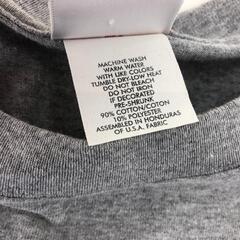 MACHINE WASH
WARM WATER
WITH LIKE COLORS
TUMBLE DRY-LOW HEAT
DO NOT BLEACH
DO NOT IRON
IF DECORATED
PRE-SHRUNK
90% COTTON/COTON
10% POLYESTER
ASSEMBLED IN HONDURAS
OF U.S.A. FABRIC